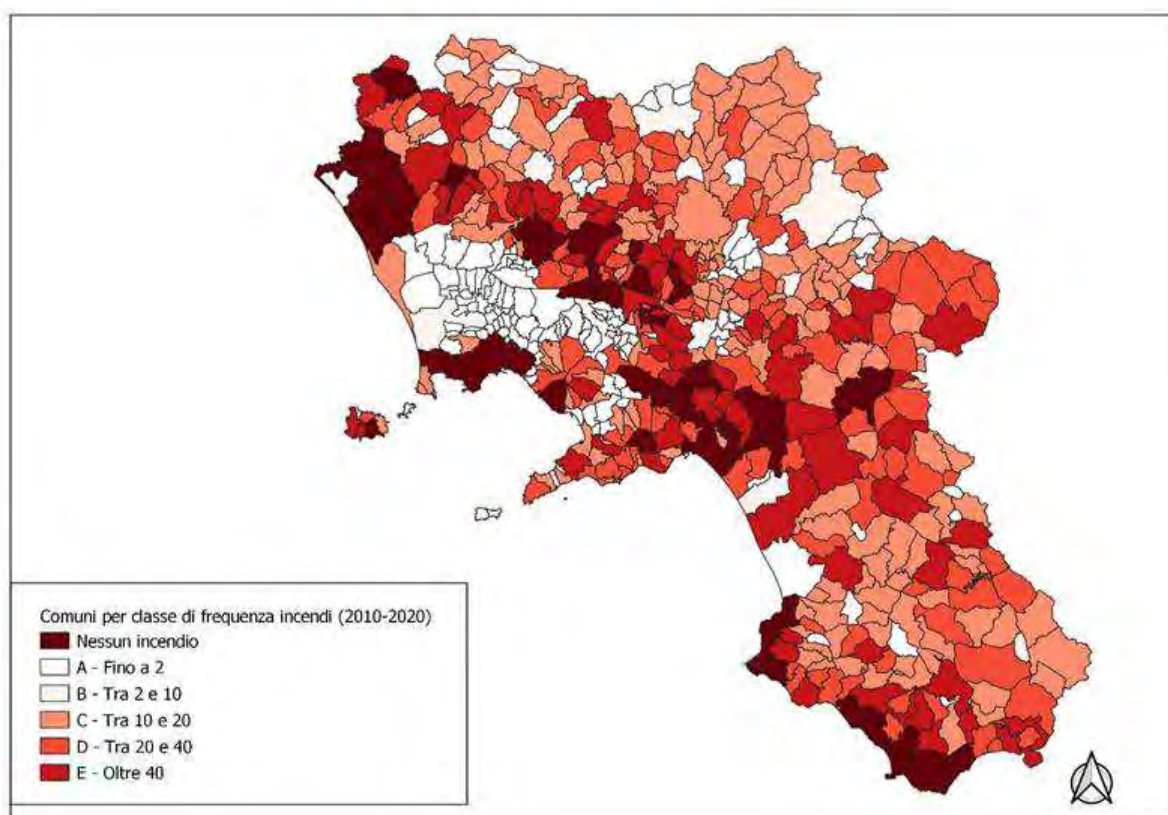 Comuni per classe di frequenza incendi (2010-2020)
Nessun incendio
A - Fino a 2
B - Tra 2 e 10
C - Tra 10 e 20
D - Tra 20 e 40
E - Oltre 40